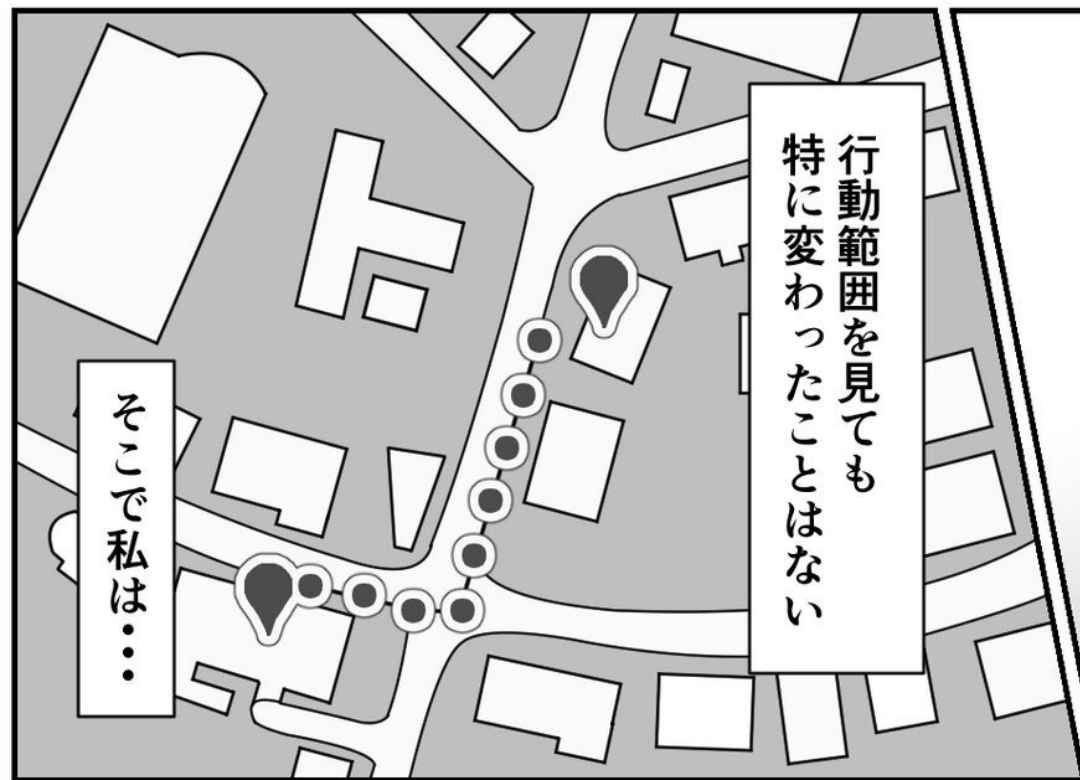 行動範囲を見ても
特に変わったことはない
そこで私は・・・